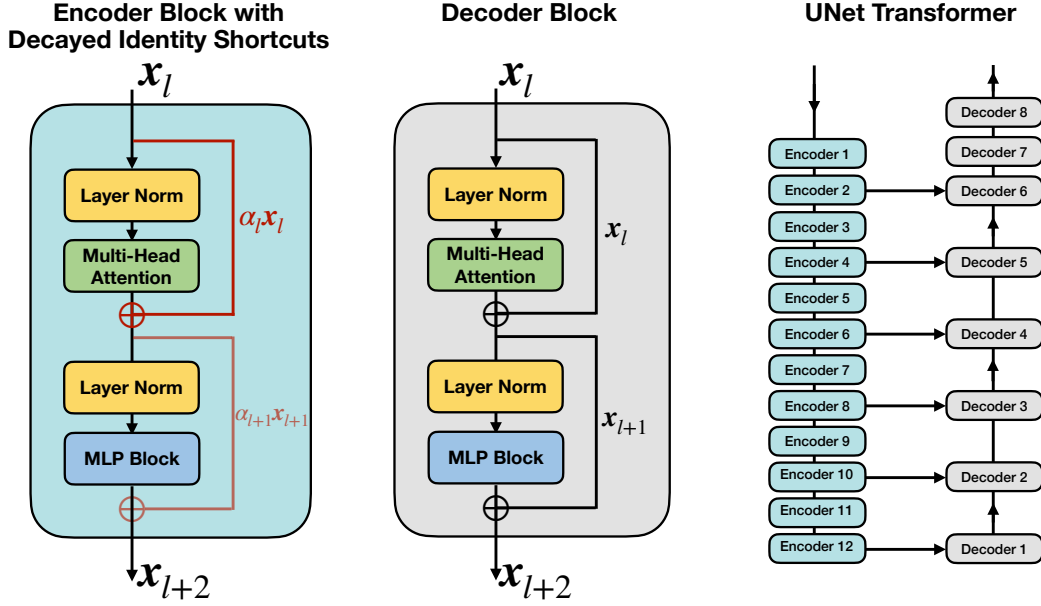 Encoder Block with
Decayed Identity Shortcuts
x_l
Layer Norm
α_l x_l
Multi-Head
Attention
Layer Norm
α_{l+1} x_{l+1}
MLP Block
x_{l+2}
Decoder Block
x_l
Layer Norm
x_l
Multi-Head
Attention
Layer Norm
x_{l+1}
MLP Block
x_{l+2}
UNet Transformer
Encoder 1
Encoder 2
Encoder 3
Encoder 4
Encoder 5
Encoder 6
Encoder 7
Encoder 8
Encoder 9
Encoder 10
Encoder 11
Encoder 12
Decoder 8
Decoder 7
Decoder 6
Decoder 5
Decoder 4
Decoder 3
Decoder 2
Decoder 1